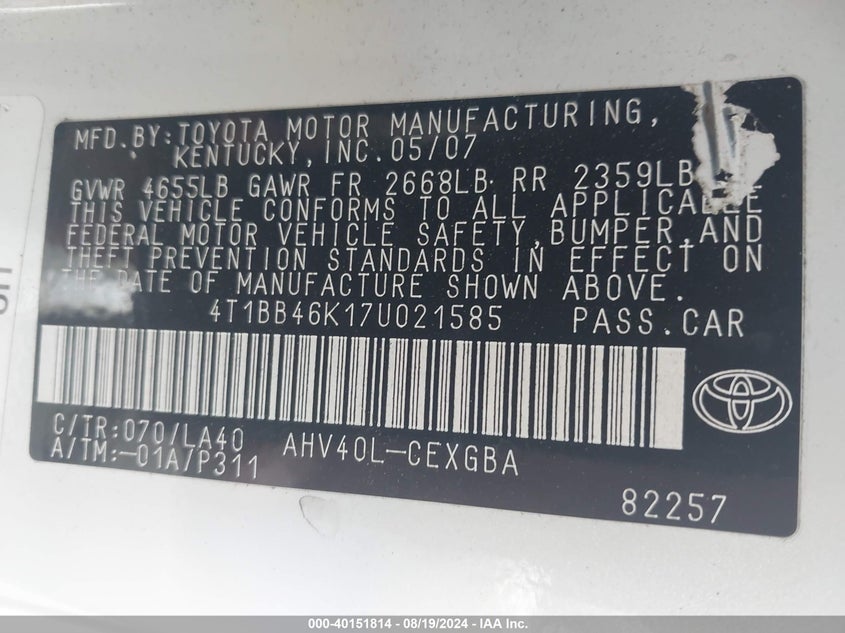 MFD. BY: TOYOTA MOTOR MANUFACTURING,
KENTUCKY, INC. 05/07
GVWR 4655LB GAWR FR 2668LB RR 2359LB
THIS VEHICLE CONFORMS TO ALL APPLICABLE
FEDERAL MOTOR VEHICLE SAFETY, BUMPER, AND
THEFT PREVENTION STANDARDS IN EFFECT ON
THE DATE OF MANUFACTURE SHOWN ABOVE.
4T1BB46K17U021585 PASS.CAR
C/TR: 070/LA40
A/TM: -01A/P311 AHV40L-CEXGBA
82257
000-40151814 - 08/19/2024 - IAA Inc.